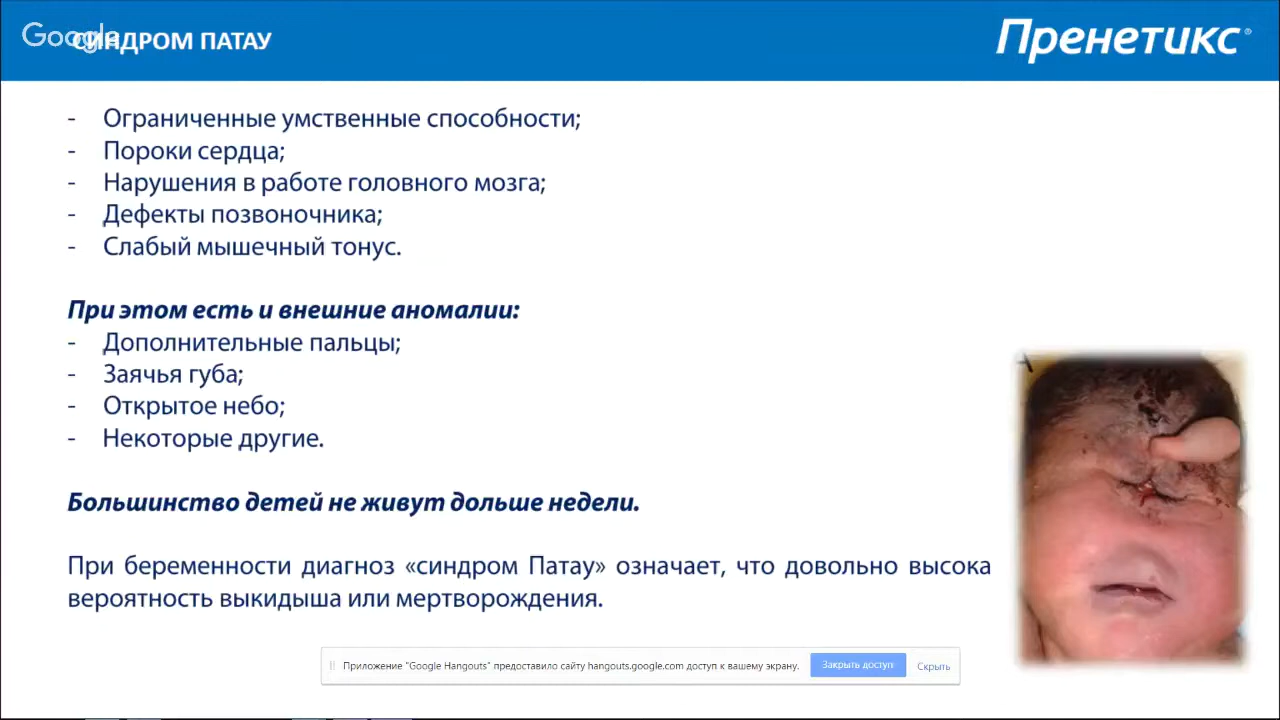 Google
СИНДРОМ ПАТАУ
Пренетикс®
- Ограниченные умственные способности;
- Пороки сердца;
- Нарушения в работе головного мозга;
- Дефекты позвоночника;
- Слабый мышечный тонус.
При этом есть и внешние аномалии:
- Дополнительные пальцы;
- Заячья губа;
- Открытое небо;
- Некоторые другие.
Большинство детей не живут дольше недели.
При беременности диагноз «синдром Патау» означает, что довольно высока
вероятность выкидыша или мертворождения.
Приложение "Google Hangouts" предоставило сайту hangouts.google.com доступ к вашему экрану. Закрыть доступ Скрыть